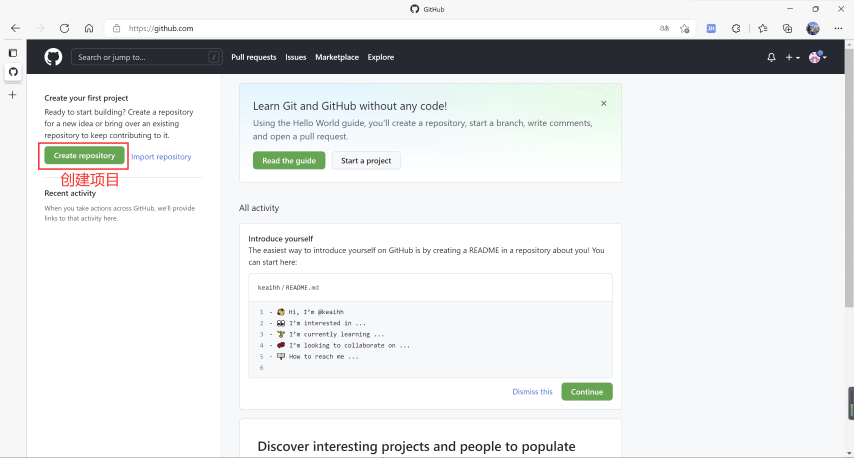 GitHub
https://github.com
Search or jump to...
/
Pull requests
Issues
Marketplace
Explore
Create your first project
Ready to start building? Create a repository
for a new idea or bring over an existing
repository to keep contributing to it.
Create repository
Import repository
创建项目
Recent activity
When you take actions across GitHub, we'll provide
links to that activity here.
Learn Git and GitHub without any code!
Using the Hello World guide, you'll create a repository, start a branch, write comments,
and open a pull request.
Read the guide
Start a project
All activity
Introduce yourself
The easiest way to introduce yourself on GitHub is by creating a README in a repository about you! You
can start here:
keaihh / README.md
1 - 👋 Hi, I'm @keaihh
2 - 👀 I'm interested in ...
3 - 🌱 I'm currently learning ...
4 - 💞️ I'm looking to collaborate on ...
5 - 📫 How to reach me ...
6
Dismiss this
Continue
Discover interesting projects and people to populate